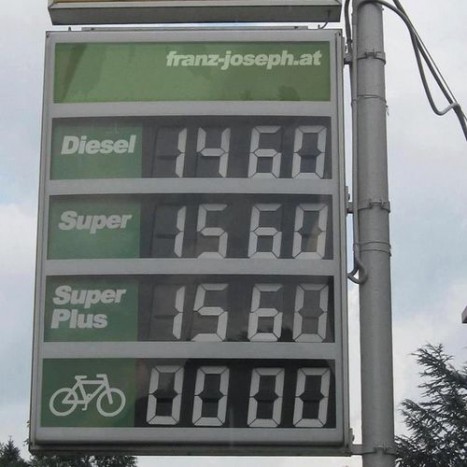 franz-joseph.at
Diesel 1460
Super 1560
Super
Plus 1560
0000